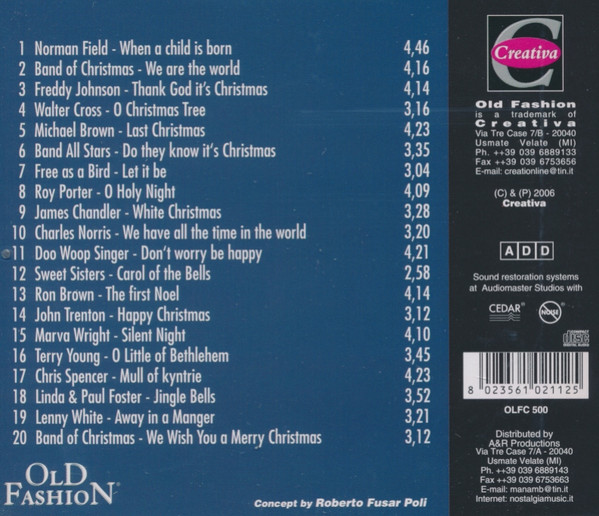 1 Norman Field - When a child is born 4,46
2 Band of Christmas - We are the world 4,16
3 Freddy Johnson - Thank God it's Christmas 4,14
4 Walter Cross - O Christmas Tree 3,16
5 Michael Brown - Last Christmas 4,23
6 Band All Stars - Do they know it's Christmas 3,35
7 Free as a Bird - Let it be 3,04
8 Roy Porter - O Holy Night 4,09
9 James Chandler - White Christmas 3,28
10 Charles Norris - We have all the time in the world 3,20
11 Doo Woop Singer - Don't worry be happy 4,21
12 Sweet Sisters - Carol of the Bells 2,58
13 Ron Brown - The first Noel 4,14
14 John Trenton - Happy Christmas 3,12
15 Marva Wright - Silent Night 4,10
16 Terry Young - O Little of Bethlehem 3,45
17 Chris Spencer - Mull of kyntrie 4,23
18 Linda & Paul Foster - Jingle Bells 3,52
19 Lenny White - Away in a Manger 3,21
20 Band of Christmas - We Wish You a Merry Christmas 3,12
OLD
FASHION®
Concept by Roberto Fusar Poli
C
Creativa
Old Fashion
is a trademark of
Creativa
Via Tre Case 7/B - 20040
Usmate Velate (MI)
Ph. ++39 039 6889133
Fax ++39 039 6753656
E-mail: creationline@tin.it
(C) & (P) 2006
Creativa
A D D
Sound restoration systems
at Audiomaster Studios with
CEDAR NOISE
COMPACT
disc
DIGITAL AUDIO
8 023561 021125
OLFC 500
Distributed by
A&R Productions
Via Tre Case 7/A - 20040
Usmate Velate (MI)
Ph. ++39 039 6889143
Fax ++39 039 6753663
E-mail: manamb@tin.it
Internet: nostalgiamusic.it